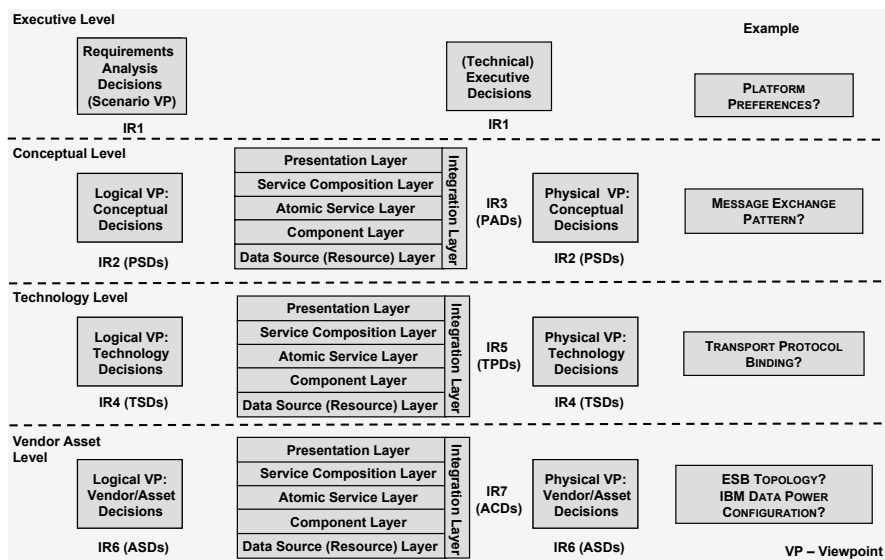 Executive Level
Example
Requirements
Analysis
Decisions
(Scenario VP)
IR1
(Technical)
Executive
Decisions
IR1
PLATFORM
PREFERENCES?
Conceptual Level
Logical VP:
Conceptual
Decisions
IR2 (PSDs)
Presentation Layer
Service Composition Layer
Atomic Service Layer
Component Layer
Data Source (Resource) Layer
Integration Layer
IR3
(PADs)
Physical VP:
Conceptual
Decisions
IR2 (PSDs)
MESSAGE EXCHANGE
PATTERN?
Technology Level
Logical VP:
Technology
Decisions
IR4 (TSDs)
Presentation Layer
Service Composition Layer
Atomic Service Layer
Component Layer
Data Source (Resource) Layer
Integration Layer
IR5
(TPDs)
Physical VP:
Technology
Decisions
IR4 (TSDs)
TRANSPORT PROTOCOL
BINDING?
Vendor Asset
Level
Logical VP:
Vendor/Asset
Decisions
IR6 (ASDs)
Presentation Layer
Service Composition Layer
Atomic Service Layer
Component Layer
Data Source (Resource) Layer
Integration Layer
IR7
(ACDs)
Physical VP:
Vendor/Asset
Decisions
IR6 (ASDs)
ESB TOPOLOGY?
IBM DATA POWER
CONFIGURATION?
VP – Viewpoint